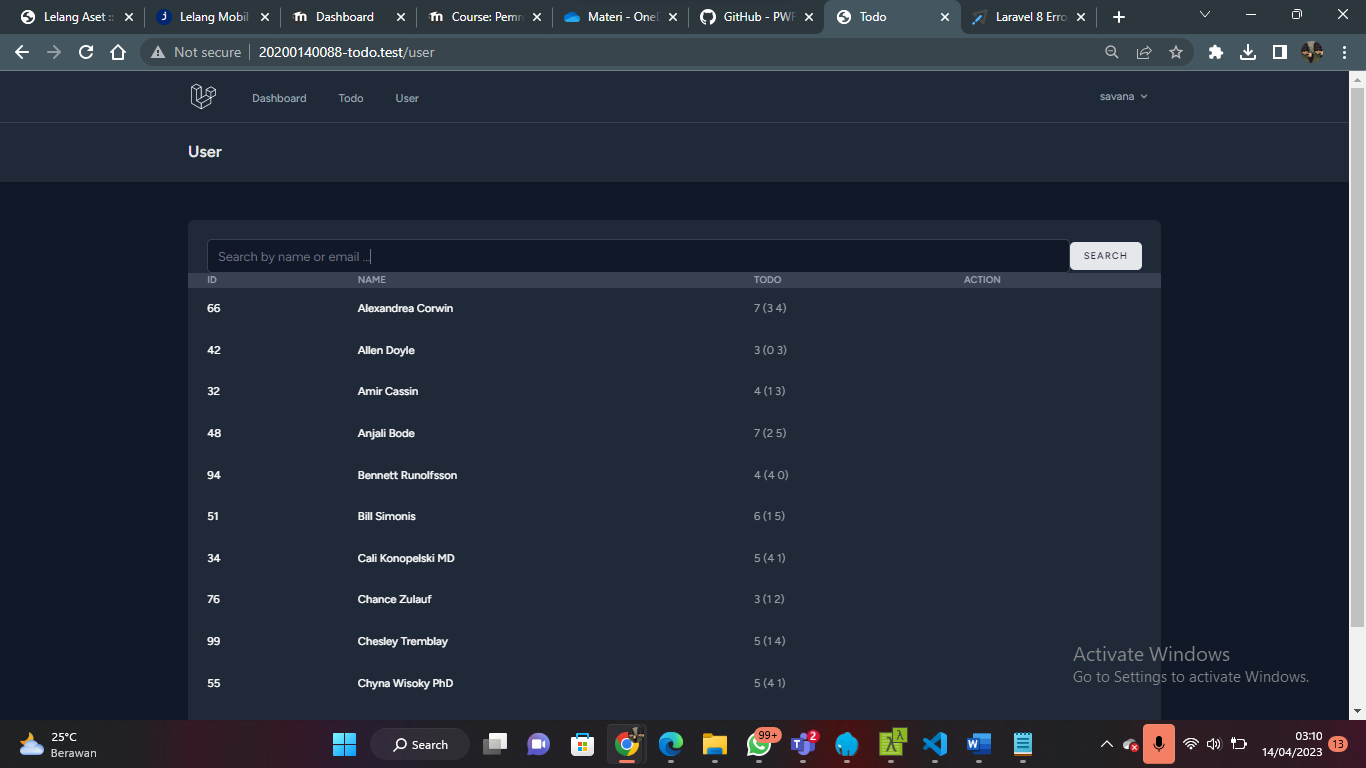 Lelang Aset :: Lelang Mobil Dashboard Course: Pemr Materi - OneD GitHub - PWF Todo Laravel 8 Erro
Not secure 20200140088-todo.test/user
Dashboard Todo User savana
User
Search by name or email ... SEARCH
ID NAME TODO ACTION
66 Alexandrea Corwin 7 (3 4)
42 Allen Doyle 3 (0 3)
32 Amir Cassin 4 (1 3)
48 Anjali Bode 7 (2 5)
94 Bennett Runolfsson 4 (4 0)
51 Bill Simonis 6 (1 5)
34 Cali Konopelski MD 5 (4 1)
76 Chance Zulauf 3 (1 2)
99 Chesley Tremblay 5 (1 4)
55 Chyna Wisoky PhD 5 (4 1)
Activate Windows
Go to Settings to activate Windows.
25°C
Berawan
Search
99+
2
03:10
14/04/2023
13